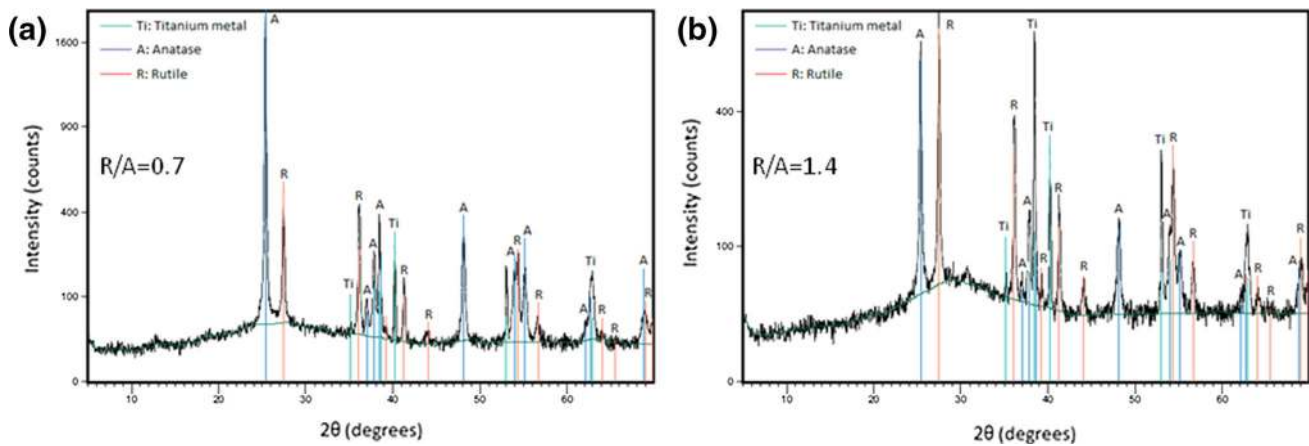 (a)
Ti: Titanium metal
A: Anatase
R: Rutile
R/A=0.7
Intensity (counts)
1600
900
400
100
0
A
R
Ti
R
A
A
A
Ti
R
R
A
A
R
A
R
A
Ti
R
R
A
R
10 20 30 40 50 60
2θ (degrees)
(b)
Ti: Titanium metal
A: Anatase
R: Rutile
R/A=1.4
Intensity (counts)
400
100
0
A
R
Ti
R
A
A
Ti
R
Ti
R
R
A
Ti
A
R
A
R
A
Ti
R
R
A
R
10 20 30 40 50 60
2θ (degrees)